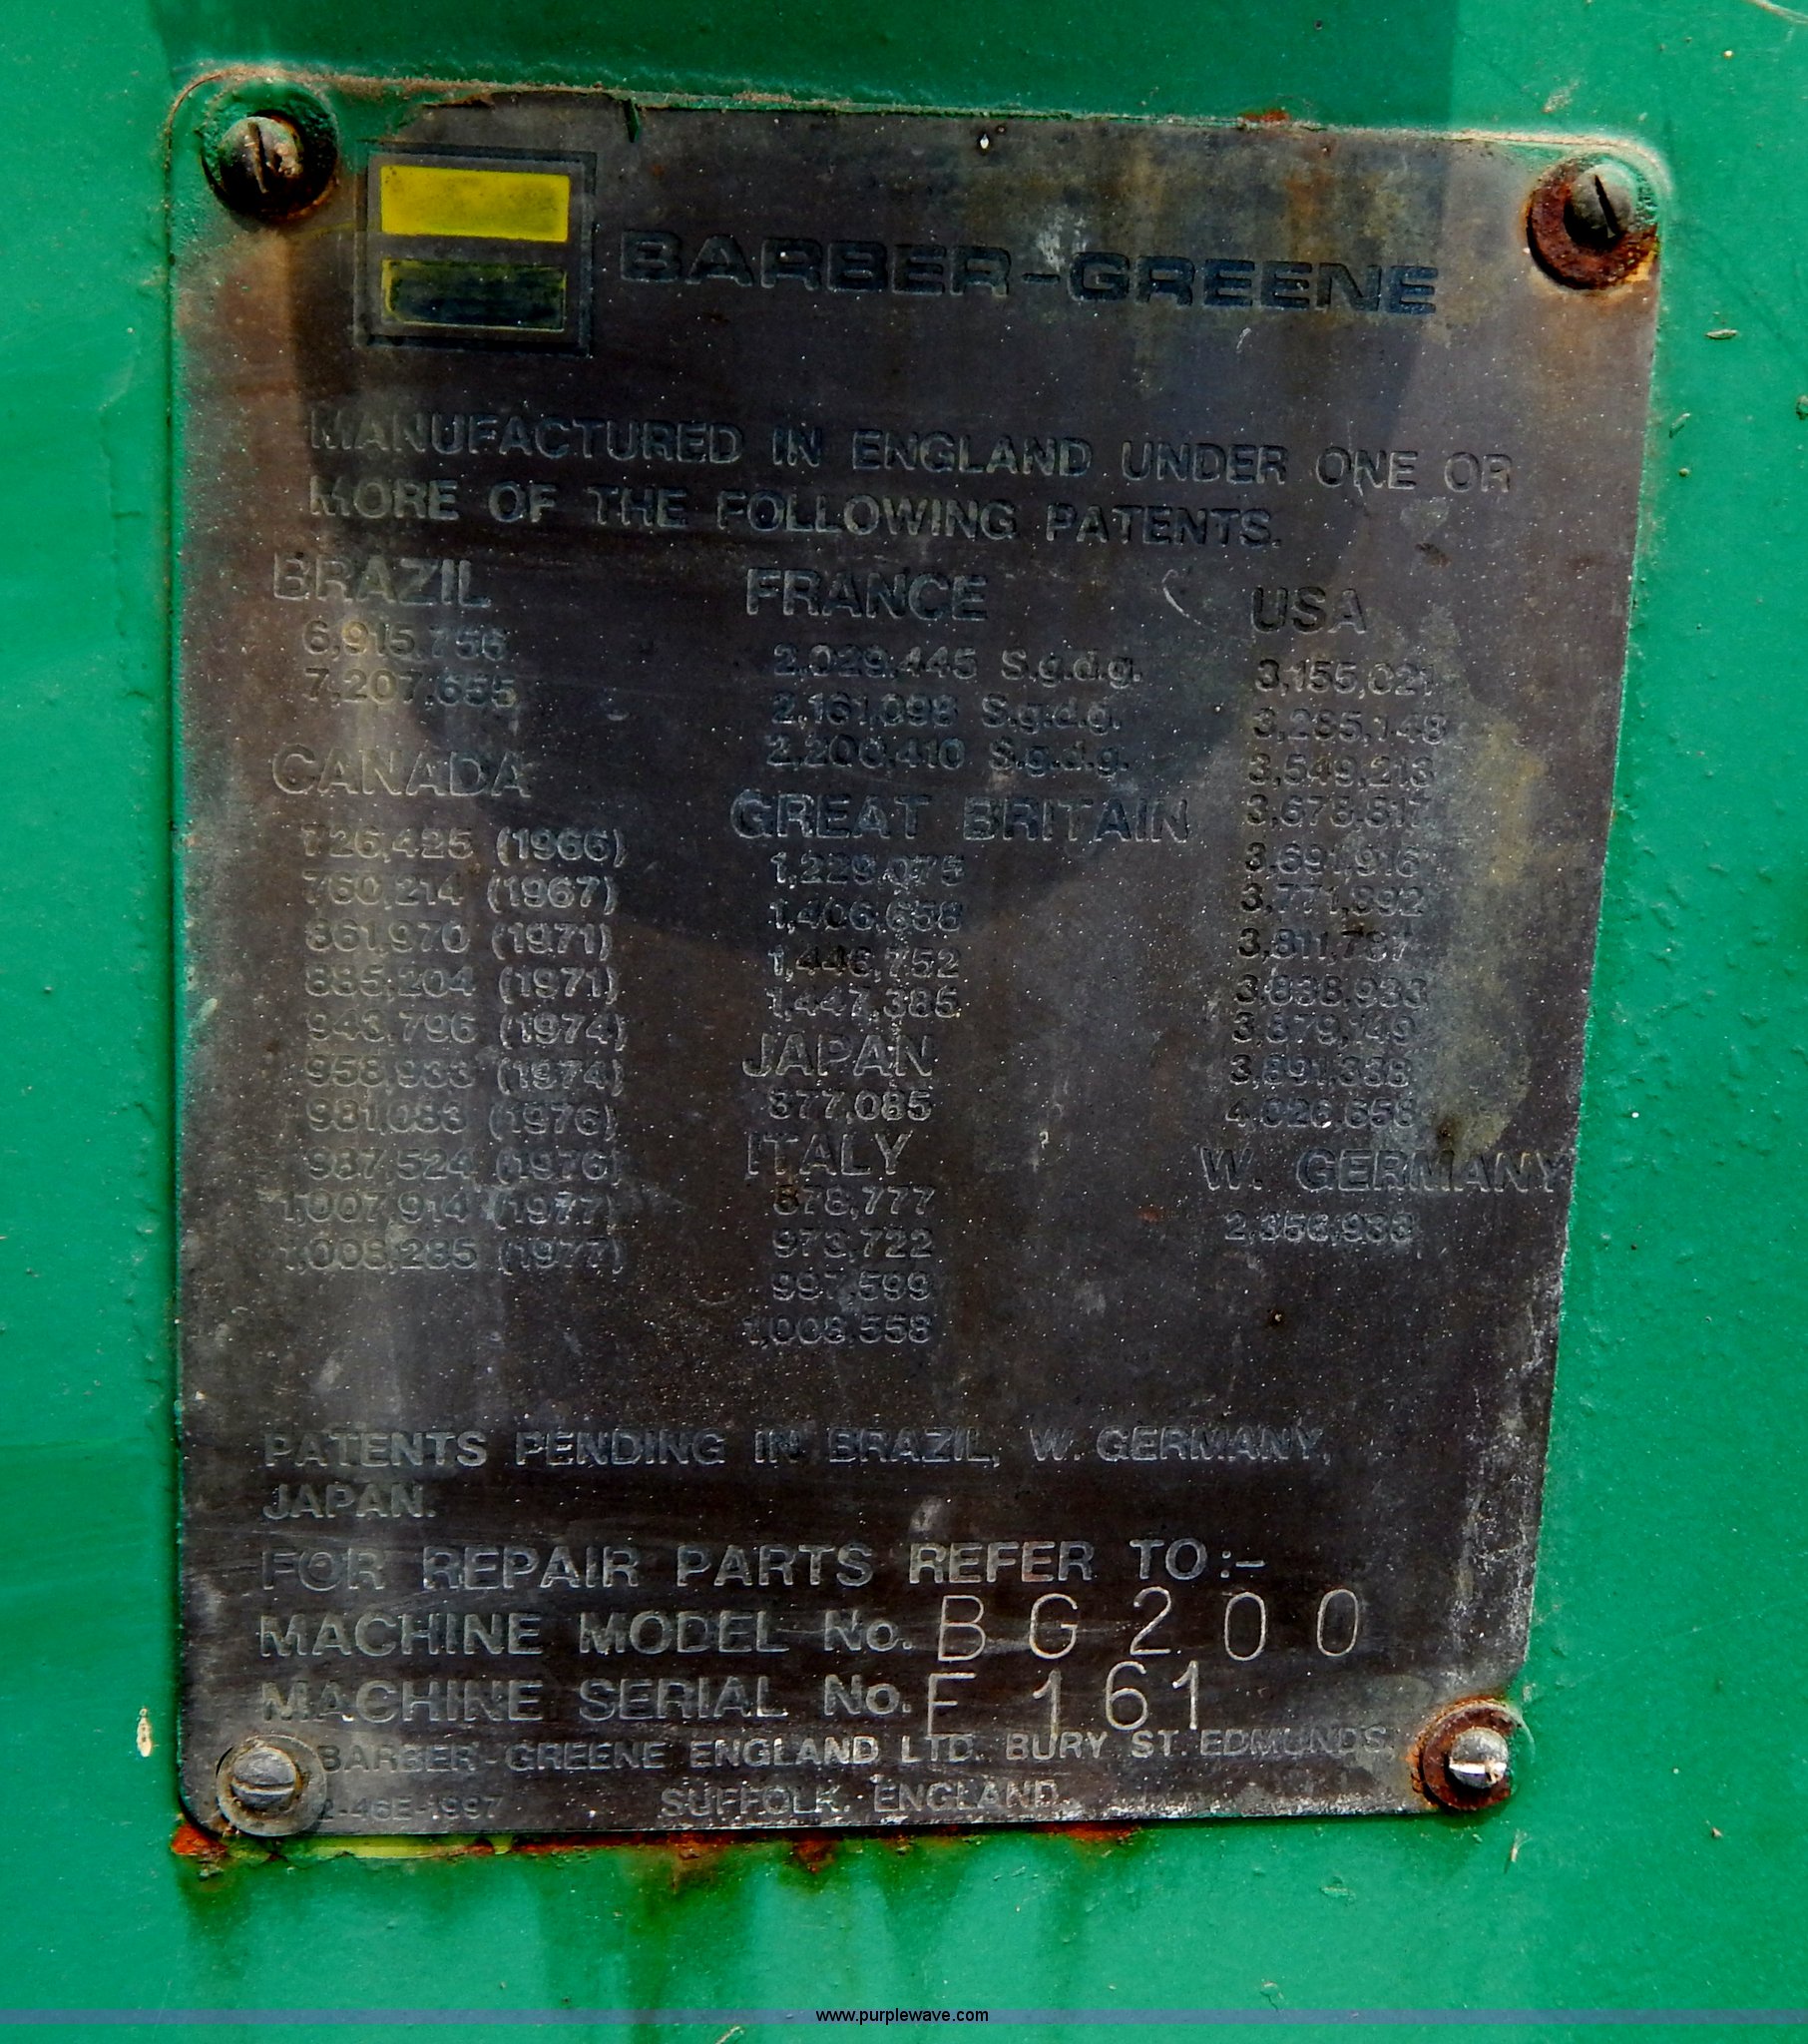 BARBER-GREENE
MANUFACTURED IN ENGLAND UNDER ONE OR
MORE OF THE FOLLOWING PATENTS.
BRAZIL
6,915,756
7,207,655
CANADA
726,425 (1966)
760,214 (1967)
861,970 (1971)
885,204 (1971)
943,796 (1974)
958,933 (1974)
981,083 (1976)
987,524 (1976)
1,007,914 (1977)
1,008,285 (1977)
FRANCE
2,029,445 S.g.d.g.
2,161,098 S.g.d.g.
2,200,410 S.g.d.g.
GREAT BRITAIN
1,229,075
1,406,658
1,446,752
1,447,385
JAPAN
877,085
ITALY
878,777
973,722
997,599
1,008,558
USA
3,155,021
3,285,148
3,549,213
3,678,817
3,691,916
3,771,892
3,811,787
3,838,933
3,879,149
3,891,338
4,026,658
W. GERMANY
2,356,938
PATENTS PENDING IN BRAZIL, W. GERMANY,
JAPAN.
FOR REPAIR PARTS REFER TO:-
MACHINE MODEL No. BG200
MACHINE SERIAL No. F 161
BARBER-GREENE ENGLAND LTD. BURY ST. EDMUNDS,
SUFFOLK, ENGLAND.
2-46E-1997
www.purplewave.com